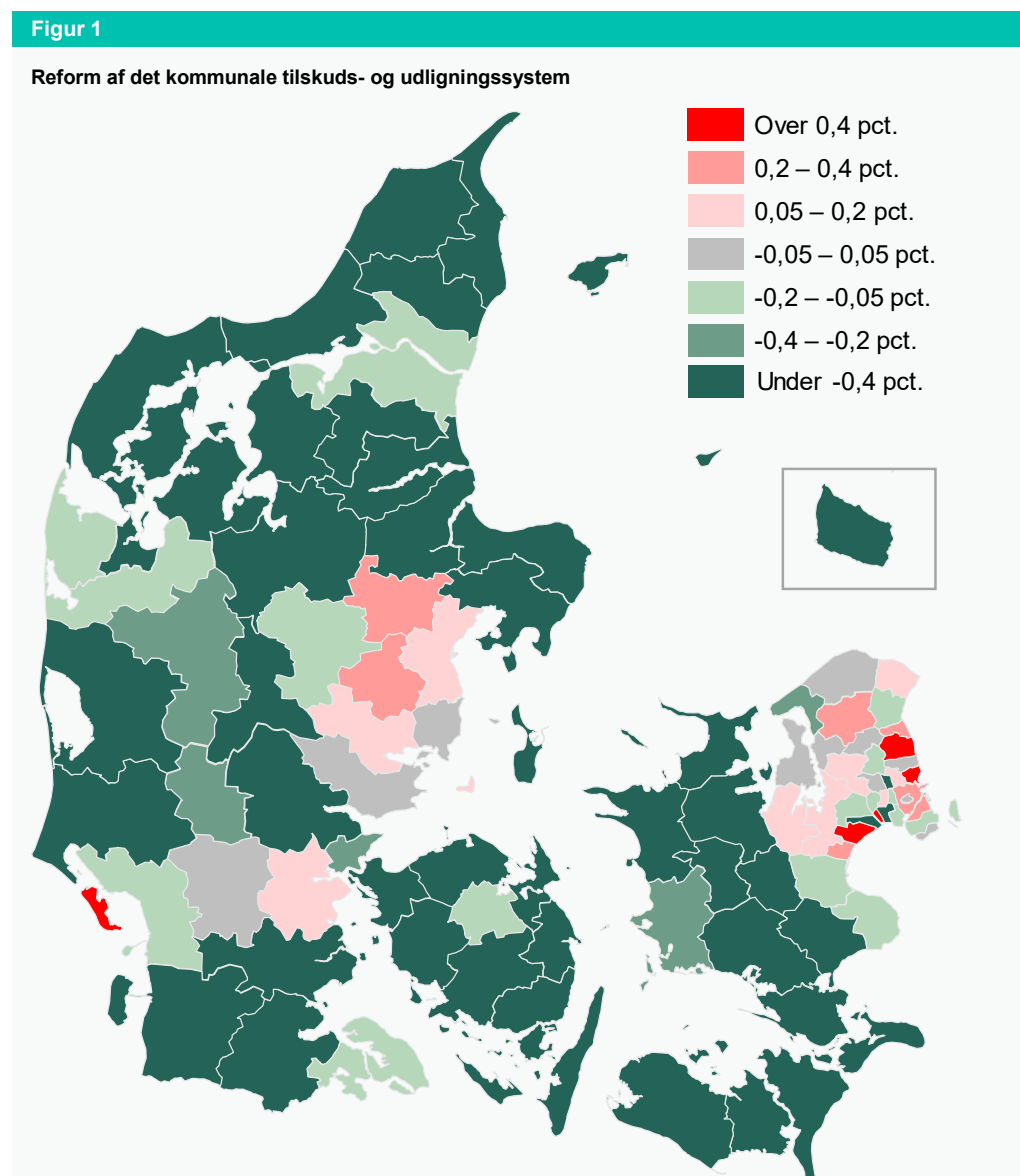 Figur 1
Reform af det kommunale tilskuds- og udligningssystem
Over 0,4 pct.
0,2 – 0,4 pct.
0,05 – 0,2 pct.
-0,05 – 0,05 pct.
-0,2 – -0,05 pct.
-0,4 – -0,2 pct.
Under -0,4 pct.